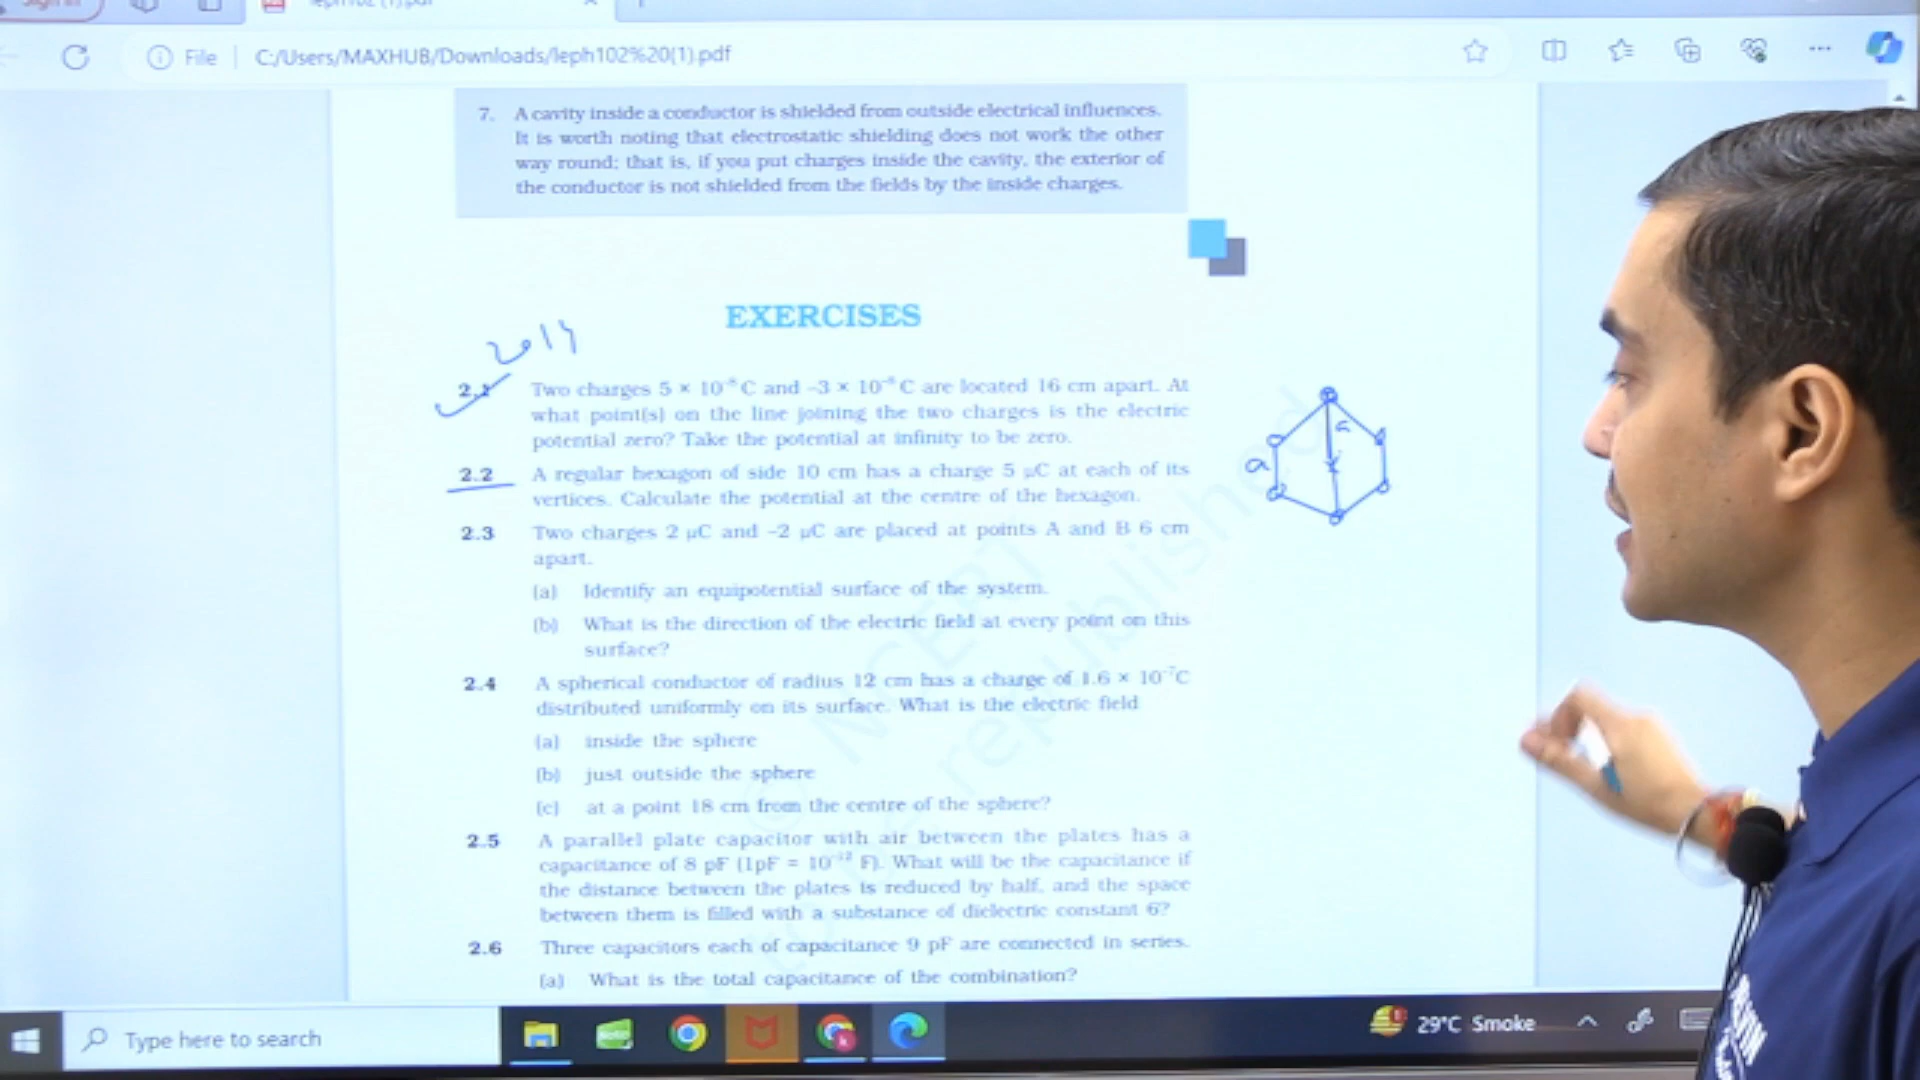 File C:/Users/MAXHUB/Downloads/leph102%20(1).pdf
7. A cavity inside a conductor is shielded from outside electrical influences.
It is worth noting that electrostatic shielding does not work the other
way round; that is, if you put charges inside the cavity, the exterior of
the conductor is not shielded from the fields by the inside charges.
EXERCISES
2.1 Two charges 5 × 10⁻⁸ C and –3 × 10⁻⁸ C are located 16 cm apart. At
what point(s) on the line joining the two charges is the electric
potential zero? Take the potential at infinity to be zero.
2.2 A regular hexagon of side 10 cm has a charge 5 µC at each of its
vertices. Calculate the potential at the centre of the hexagon.
a
2.3 Two charges 2 µC and –2 µC are placed at points A and B 6 cm
apart.
(a) Identify an equipotential surface of the system.
(b) What is the direction of the electric field at every point on this
surface?
2.4 A spherical conductor of radius 12 cm has a charge of 1.6 × 10⁻⁷C
distributed uniformly on its surface. What is the electric field
(a) inside the sphere
(b) just outside the sphere
(c) at a point 18 cm from the centre of the sphere?
2.5 A parallel plate capacitor with air between the plates has a
capacitance of 8 pF (1pF = 10⁻¹² F). What will be the capacitance if
the distance between the plates is reduced by half, and the space
between them is filled with a substance of dielectric constant 6?
2.6 Three capacitors each of capacitance 9 pF are connected in series.
(a) What is the total capacitance of the combination?
© NCERT
republished
Type here to search
29°C Smoke